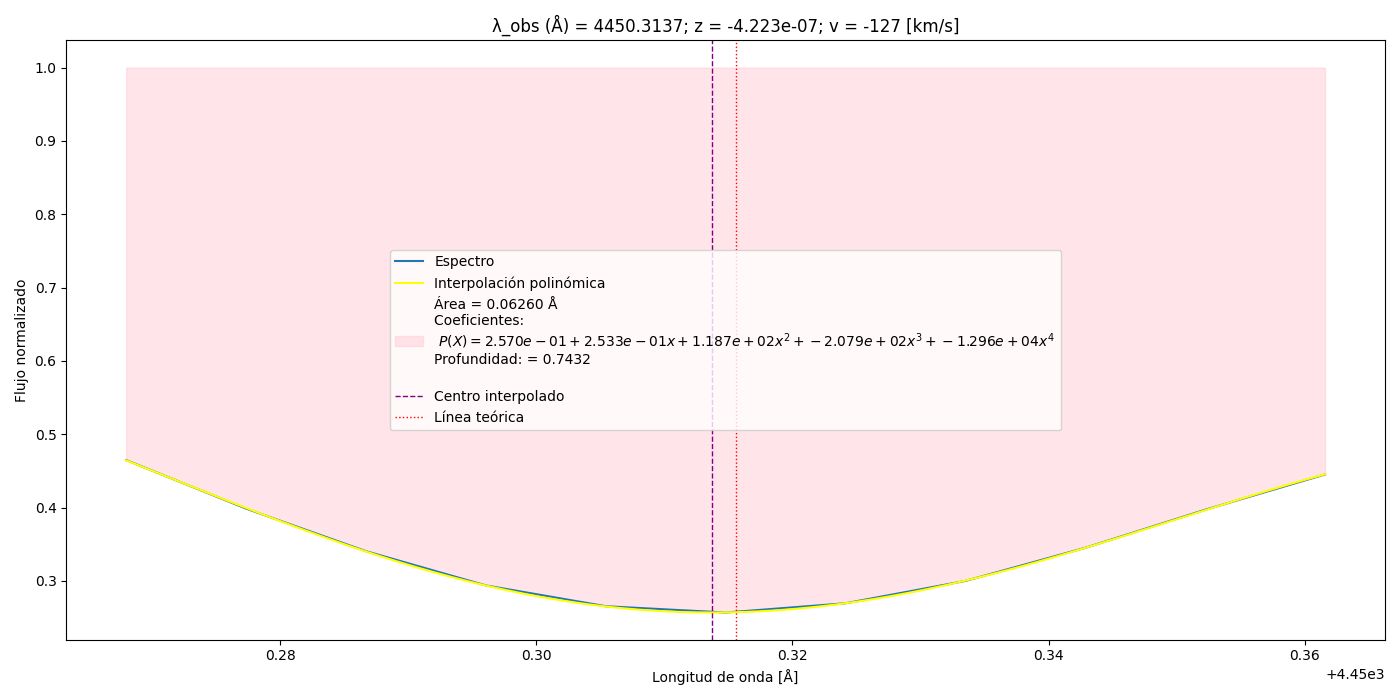 λ_obs (Å) = 4450.3137; z = -4.223e-07; v = -127 [km/s]
Flujo normalizado
1.0
0.9
0.8
0.7
0.6
0.5
0.4
0.3
Espectro
Interpolación polinómica
Área = 0.06260 Å
Coeficientes:
P(X) = 2.570e − 01 + 2.533e − 01x + 1.187e + 02x² + −2.079e + 02x³ + −1.296e + 04x⁴
Profundidad: = 0.7432
Centro interpolado
Línea teórica
0.28 0.30 0.32 0.34 0.36
+4.45e3
Longitud de onda [Å]